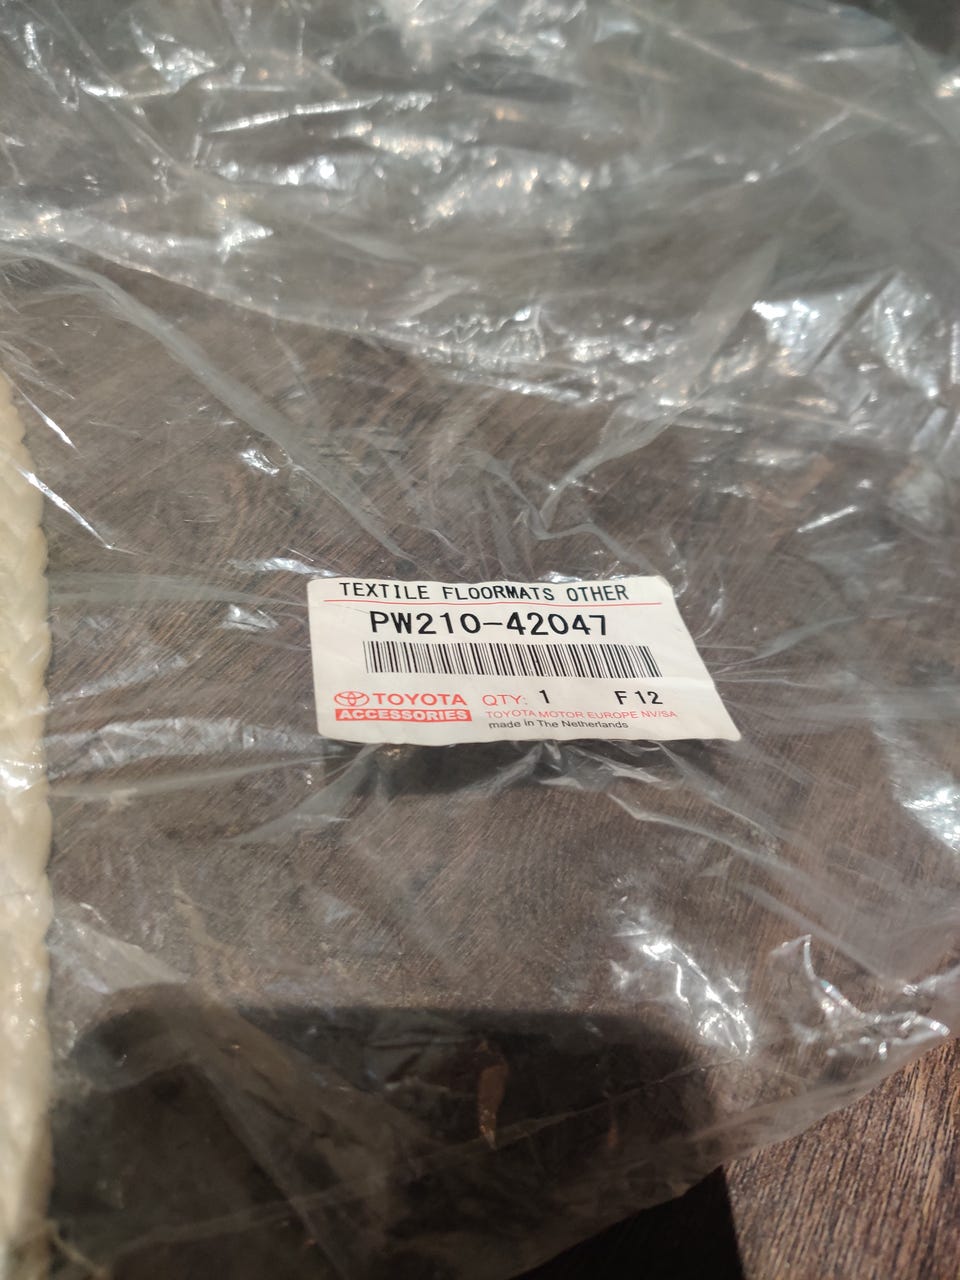 TEXTILE FLOORMATS OTHER
PW210-42047
TOYOTA QTY: 1 F12
ACCESSORIES TOYOTA MOTOR EUROPE NV/SA
made in The Netherlands